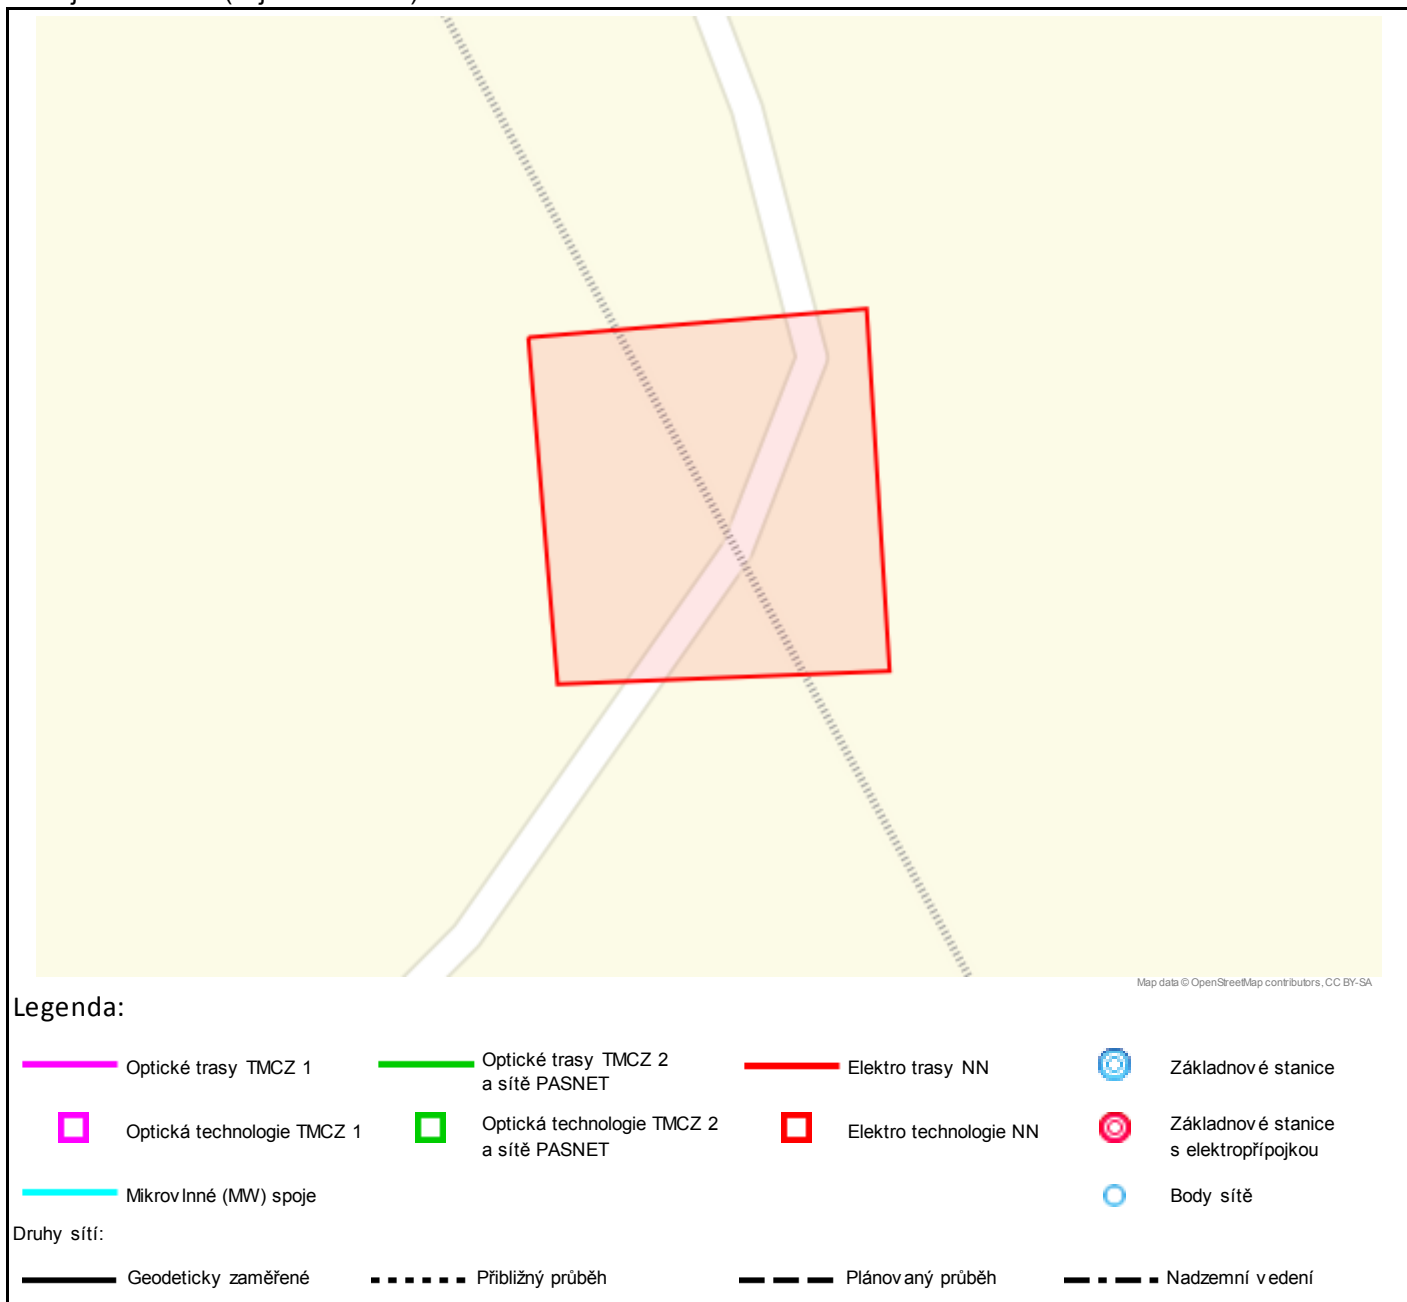 Map data © OpenStreetMap contributors, CC BY-SA
Legenda:
Optické trasy TMCZ 1
Optické trasy TMCZ 2
a sítě PASNET
Elektro trasy NN
Základnové stanice
Optická technologie TMCZ 1
Optická technologie TMCZ 2
a sítě PASNET
Elektro technologie NN
Základnové stanice
s elektropřípojkou
Mikrovlnné (MW) spoje
Body sítě
Druhy sítí:
Geodeticky zaměřené
Přibližný průběh
Plánovaný průběh
Nadzemní vedení